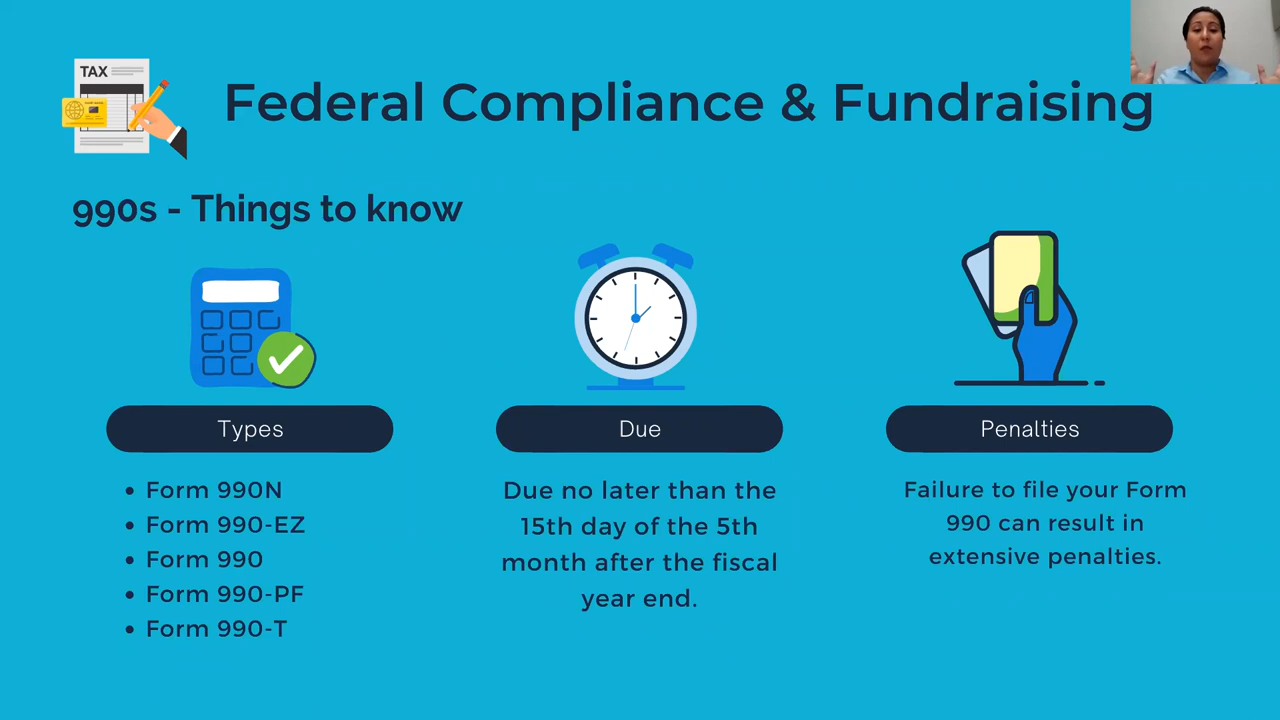 TAX
Federal Compliance & Fundraising
990s - Things to know
Types
• Form 990N
• Form 990-EZ
• Form 990
• Form 990-PF
• Form 990-T
Due
Due no later than the
15th day of the 5th
month after the fiscal
year end.
Penalties
Failure to file your Form
990 can result in
extensive penalties.